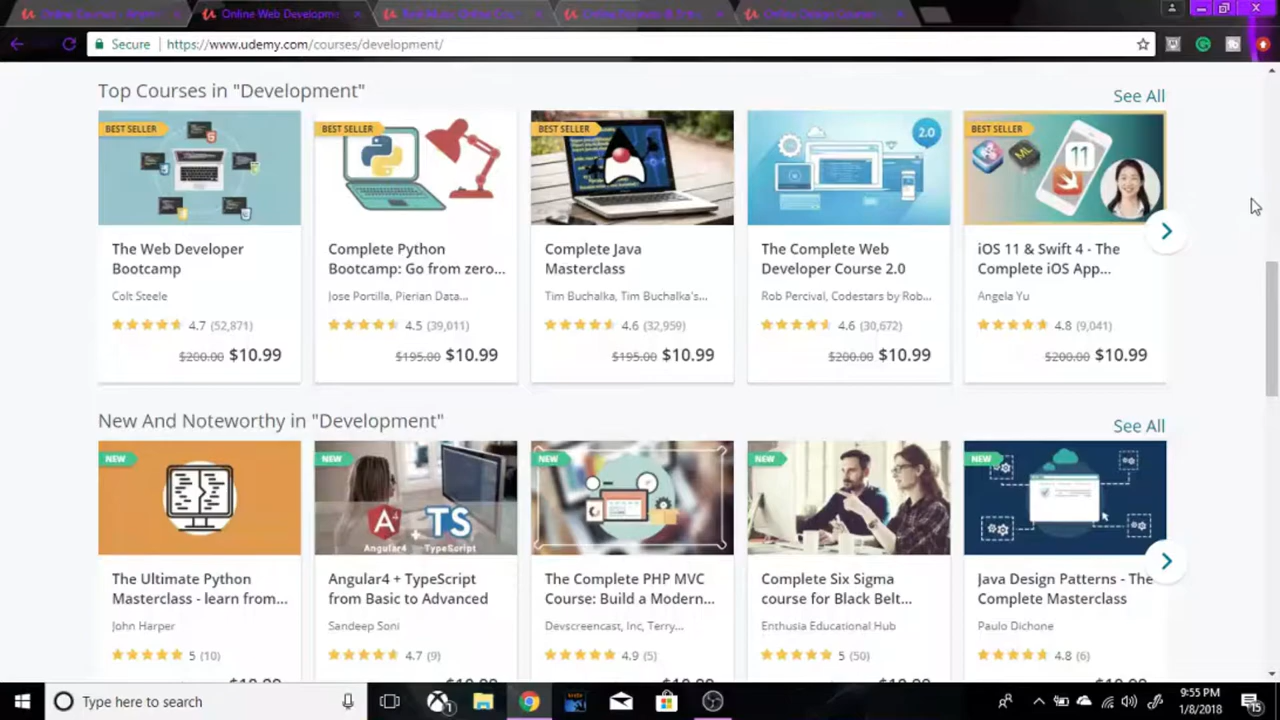 Online Web Developm
Secure
https://www.udemy.com/courses/development/
Top Courses in "Development"
See All
BEST SELLER
BEST SELLER
BEST SELLER
2.0
BEST SELLER
ML
11
The Web Developer
Bootcamp
Colt Steele
4.7 (52,871)
$200.00 $10.99
Complete Python
Bootcamp: Go from zero...
Jose Portilla, Pierian Data...
4.5 (39,011)
$195.00 $10.99
Complete Java
Masterclass
Tim Buchalka, Tim Buchalka's...
4.6 (32,959)
$195.00 $10.99
The Complete Web
Developer Course 2.0
Rob Percival, Codestars by Rob...
4.6 (30,672)
$200.00 $10.99
iOS 11 & Swift 4 - The
Complete iOS App...
Angela Yu
4.8 (9,041)
$200.00 $10.99
New And Noteworthy in "Development"
See All
NEW
NEW
A TS
Angular4 TypeScript
NEW
NEW
NEW
The Ultimate Python
Masterclass - learn from...
John Harper
5 (10)
Angular4 + TypeScript
from Basic to Advanced
Sandeep Soni
4.7 (9)
The Complete PHP MVC
Course: Build a Modern...
Devscreencast, Inc, Terry...
4.9 (5)
Complete Six Sigma
course for Black Belt...
Enthusia Educational Hub
5 (50)
Java Design Patterns - The
Complete Masterclass
Paulo Dichone
4.8 (6)
Type here to search
9:55 PM
1/8/2018